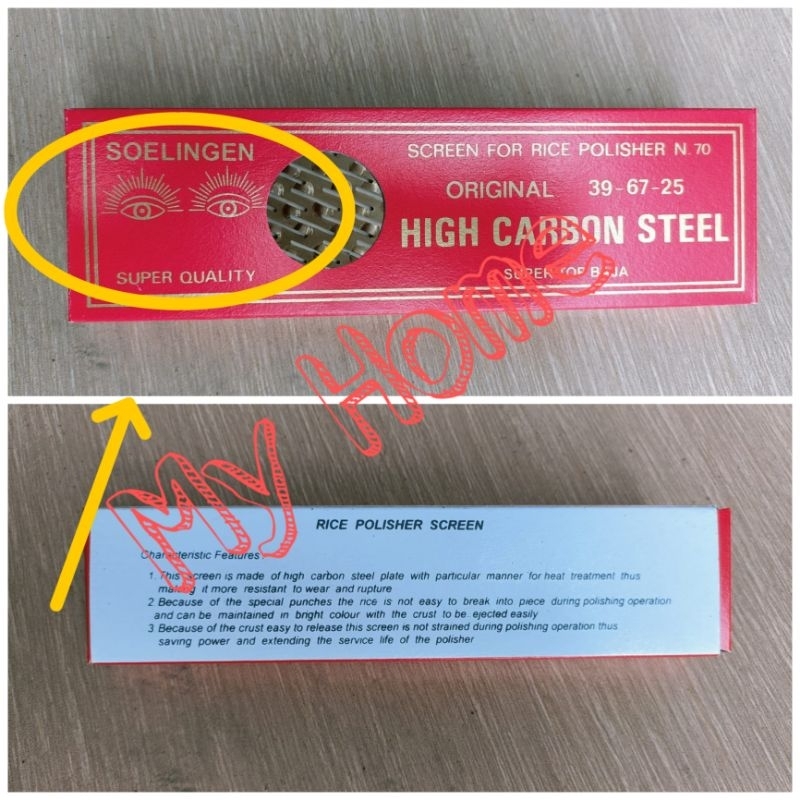 SOELINGEN
SUPER QUALITY
SCREEN FOR RICE POLISHER N. 70
ORIGINAL 39-67-25
HIGH CARBON STEEL
SUPER TOP BAJA
My Home
RICE POLISHER SCREEN
Characteristic Features :
1. This screen is made of high carbon steel plate with particular manner for heat treatment thus
making it more resistant to wear and rupture
2 Because of the special punches the rice is not easy to break into piece during polishing operation
and can be maintained in bright colour with the crust to be ejected easily
3 Because of the crust easy to release this screen is not strained during polishing operation thus
saving power and extending the service life of the polisher